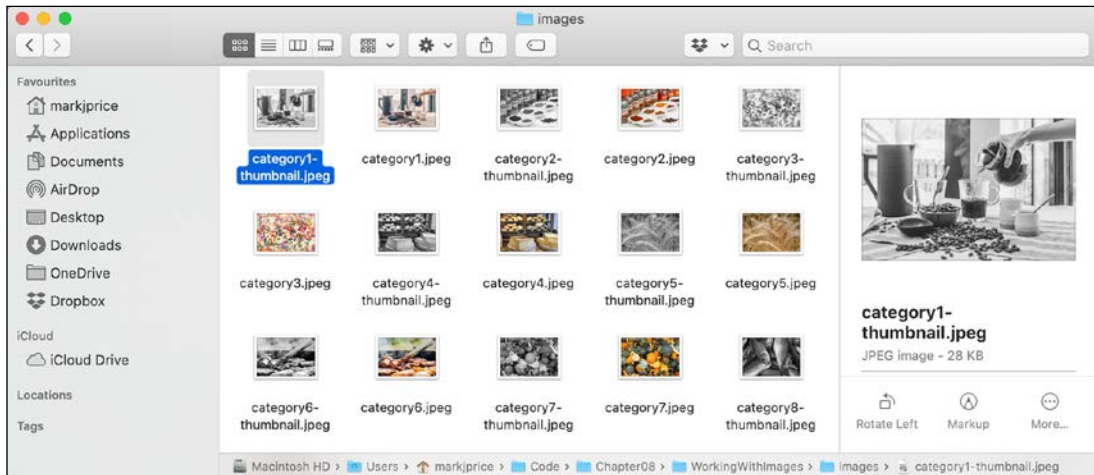 images
Search
Favourites
markjprice
Applications
Documents
AirDrop
Desktop
Downloads
OneDrive
Dropbox
iCloud
iCloud Drive
Locations
Tags
category1-
thumbnail.jpeg
category1.jpeg
category2-
thumbnail.jpeg
category2.jpeg
category3-
thumbnail.jpeg
category3.jpeg
category4-
thumbnail.jpeg
category4.jpeg
category5-
thumbnail.jpeg
category5.jpeg
category6-
thumbnail.jpeg
category6.jpeg
category7-
thumbnail.jpeg
category7.jpeg
category8-
thumbnail.jpeg
category1-
thumbnail.jpeg
JPEG image - 28 KB
Rotate Left
Markup
More...
Macintosh HD › Users › markjprice › Code › Chapter08 › WorkingWithImages › images › category1-thumbnail.jpeg